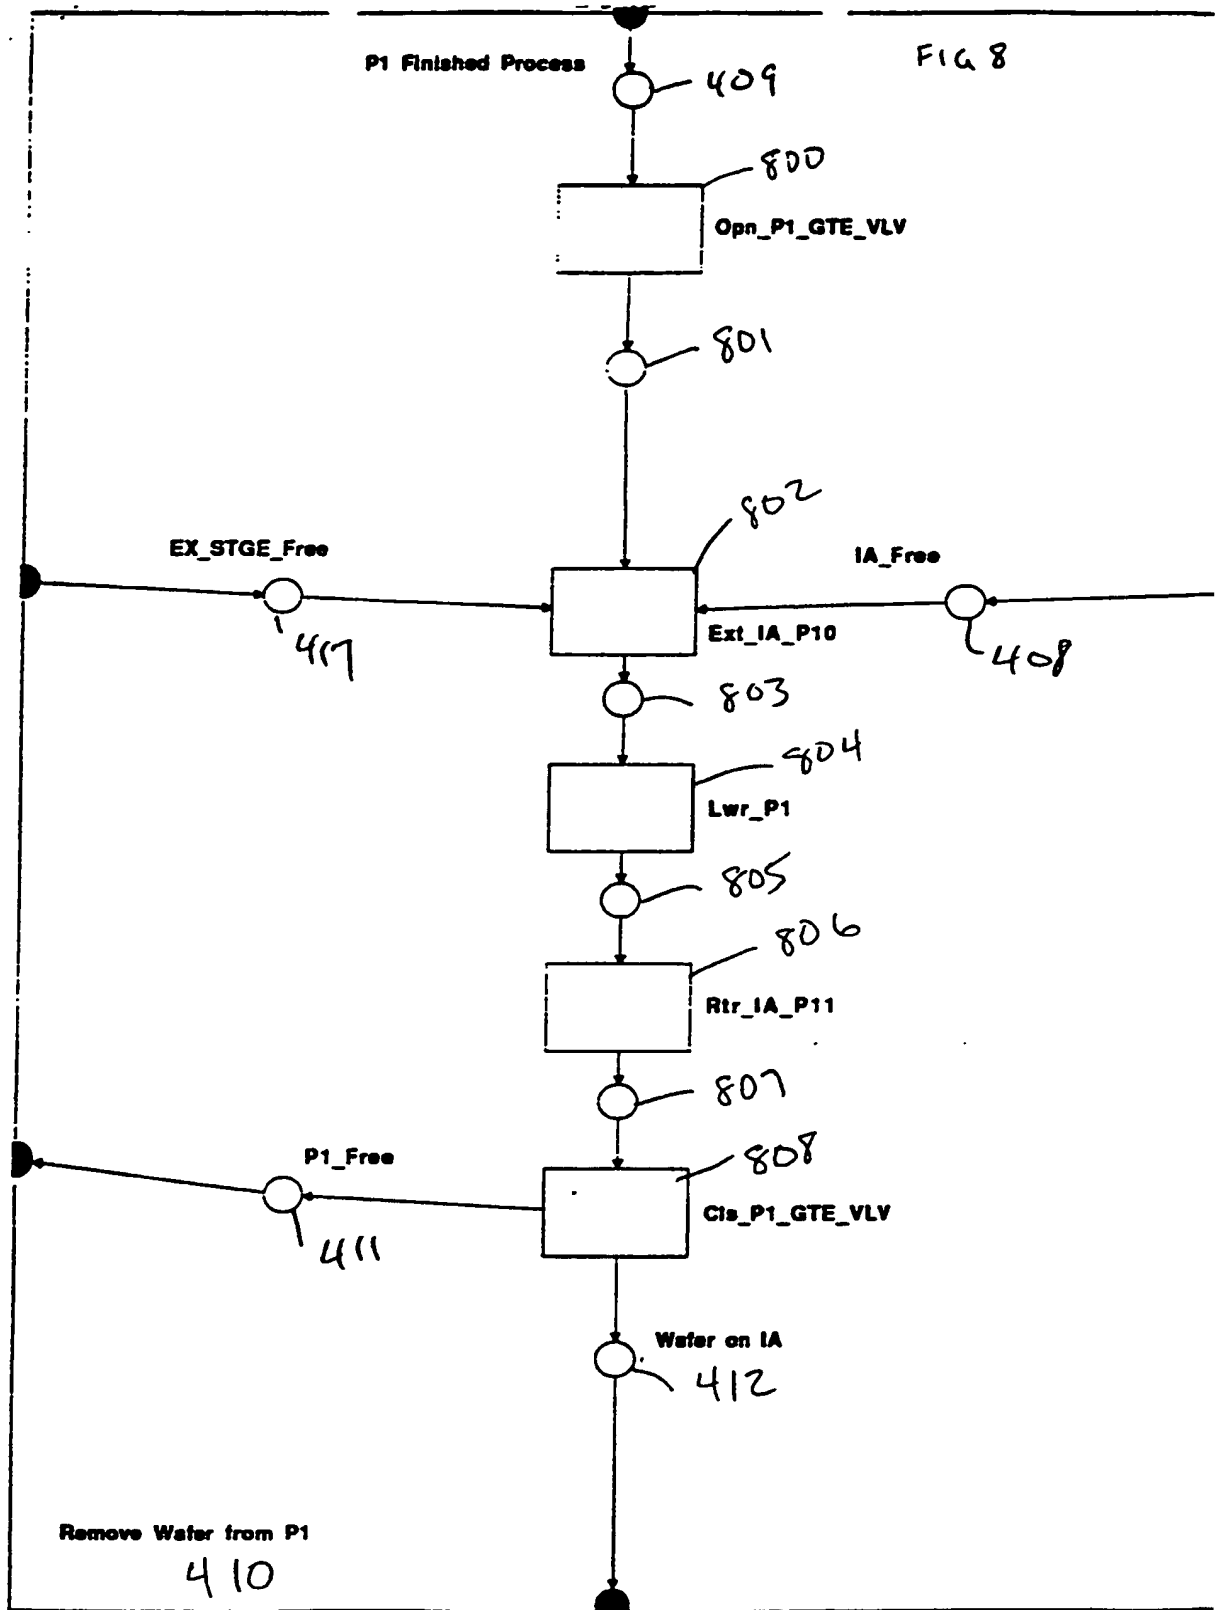 FIG 8
P1 Finished Process
409
800
Opn_P1_GTE_VLV
801
802
EX_STGE_Free
IA_Free
Ext_IA_P10
417
408
803
804
Lwr_P1
805
806
Rtr_IA_P11
807
808
P1_Free
Cls_P1_GTE_VLV
411
Wafer on IA
412
Remove Wafer from P1
410